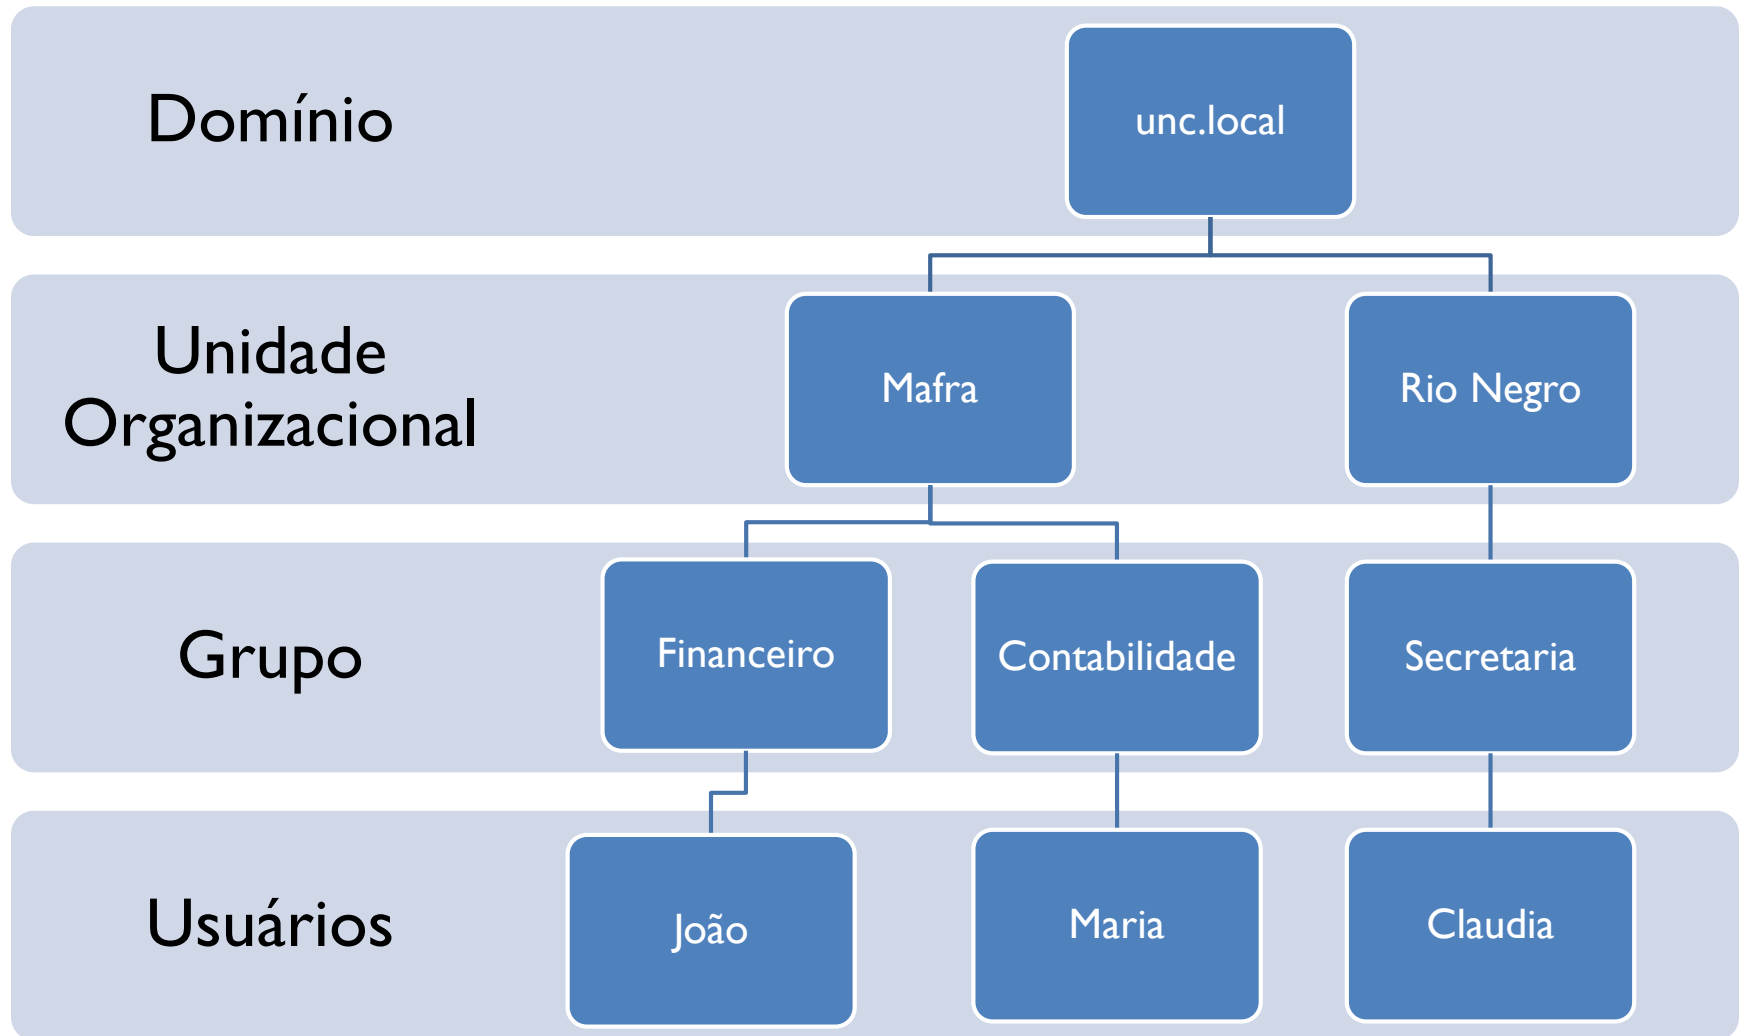 Domínio
unc.local
Unidade
Organizacional
Mafra
Rio Negro
Grupo
Financeiro
Contabilidade
Secretaria
Usuários
João
Maria
Claudia